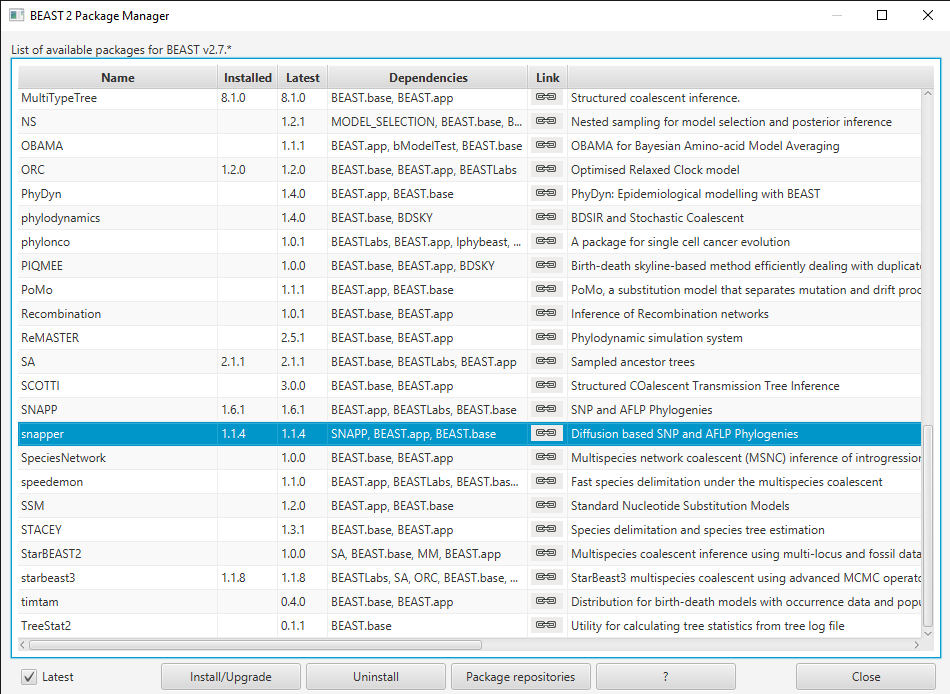 BEAST 2 Package Manager
List of available packages for BEAST v2.7.*
Name Installed Latest Dependencies Link
MultiTypeTree 8.1.0 8.1.0 BEAST.base, BEAST.app Structured coalescent inference.
NS 1.2.1 MODEL_SELECTION, BEAST.base, B... Nested sampling for model selection and posterior inference
OBAMA 1.1.1 BEAST.app, bModelTest, BEAST.base OBAMA for Bayesian Amino-acid Model Averaging
ORC 1.2.0 1.2.0 BEAST.base, BEAST.app, BEASTLabs Optimised Relaxed Clock model
PhyDyn 1.4.0 BEAST.app, BEAST.base PhyDyn: Epidemiological modelling with BEAST
phylodynamics 1.4.0 BEAST.base, BDSKY BDSIR and Stochastic Coalescent
phylonco 1.0.1 BEASTLabs, BEAST.app, lphybeast, ... A package for single cell cancer evolution
PIQMEE 1.0.0 BEAST.base, BEAST.app, BDSKY Birth-death skyline-based method efficiently dealing with duplicate
PoMo 1.1.1 BEAST.app, BEAST.base PoMo, a substitution model that separates mutation and drift proc
Recombination 1.0.1 BEAST.base, BEAST.app Inference of Recombination networks
ReMASTER 2.5.1 BEAST.base, BEAST.app Phylodynamic simulation system
SA 2.1.1 2.1.1 BEAST.base, BEASTLabs, BEAST.app Sampled ancestor trees
SCOTTI 3.0.0 BEAST.base, BEAST.app Structured COalescent Transmission Tree Inference
SNAPP 1.6.1 1.6.1 BEAST.app, BEASTLabs, BEAST.base SNP and AFLP Phylogenies
snapper 1.1.4 1.1.4 SNAPP, BEAST.app, BEAST.base Diffusion based SNP and AFLP Phylogenies
SpeciesNetwork 1.0.0 BEAST.base, BEAST.app Multispecies network coalescent (MSNC) inference of introgression
speedemon 1.1.0 BEAST.app, BEASTLabs, BEAST.bas... Fast species delimitation under the multispecies coalescent
SSM 1.2.0 BEAST.app, BEAST.base Standard Nucleotide Substitution Models
STACEY 1.3.1 BEAST.base, BEAST.app Species delimitation and species tree estimation
StarBEAST2 1.0.0 SA, BEAST.base, MM, BEAST.app Multispecies coalescent inference using multi-locus and fossil data
starbeast3 1.1.8 1.1.8 BEASTLabs, SA, ORC, BEAST.base, ... StarBeast3 multispecies coalescent using advanced MCMC operato
timtam 0.4.0 BEAST.base, BEAST.app Distribution for birth-death models with occurrence data and popu
TreeStat2 0.1.1 BEAST.base Utility for calculating tree statistics from tree log file
Latest Install/Upgrade Uninstall Package repositories ? Close